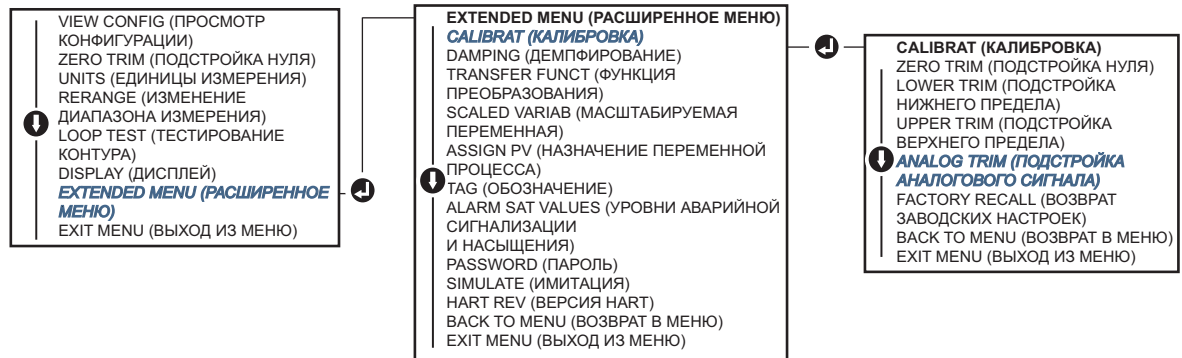 VIEW CONFIG (ПРОСМОТР
КОНФИГУРАЦИИ)
ZERO TRIM (ПОДСТРОЙКА НУЛЯ)
UNITS (ЕДИНИЦЫ ИЗМЕРЕНИЯ)
RERANGE (ИЗМЕНЕНИЕ
ДИАПАЗОНА ИЗМЕРЕНИЯ)
LOOP TEST (ТЕСТИРОВАНИЕ
КОНТУРА)
DISPLAY (ДИСПЛЕЙ)
EXTENDED MENU (РАСШИРЕННОЕ
МЕНЮ)
EXIT MENU (ВЫХОД ИЗ МЕНЮ)
EXTENDED MENU (РАСШИРЕННОЕ МЕНЮ)
CALIBRAT (КАЛИБРОВКА)
DAMPING (ДЕМПФИРОВАНИЕ)
TRANSFER FUNCT (ФУНКЦИЯ
ПРЕОБРАЗОВАНИЯ)
SCALED VARIAB (МАСШТАБИРУЕМАЯ
ПЕРЕМЕННАЯ)
ASSIGN PV (НАЗНАЧЕНИЕ ПЕРЕМЕННОЙ
ПРОЦЕССА)
TAG (ОБОЗНАЧЕНИЕ)
ALARM SAT VALUES (УРОВНИ АВАРИЙНОЙ
СИГНАЛИЗАЦИИ
И НАСЫЩЕНИЯ)
PASSWORD (ПАРОЛЬ)
SIMULATE (ИМИТАЦИЯ)
HART REV (ВЕРСИЯ HART)
BACK TO MENU (ВОЗВРАТ В МЕНЮ)
EXIT MENU (ВЫХОД ИЗ МЕНЮ)
CALIBRAT (КАЛИБРОВКА)
ZERO TRIM (ПОДСТРОЙКА НУЛЯ)
LOWER TRIM (ПОДСТРОЙКА
НИЖНЕГО ПРЕДЕЛА)
UPPER TRIM (ПОДСТРОЙКА
ВЕРХНЕГО ПРЕДЕЛА)
ANALOG TRIM (ПОДСТРОЙКА
АНАЛОГОВОГО СИГНАЛА)
FACTORY RECALL (ВОЗВРАТ
ЗАВОДСКИХ НАСТРОЕК)
BACK TO MENU (ВОЗВРАТ В МЕНЮ)
EXIT MENU (ВЫХОД ИЗ МЕНЮ)